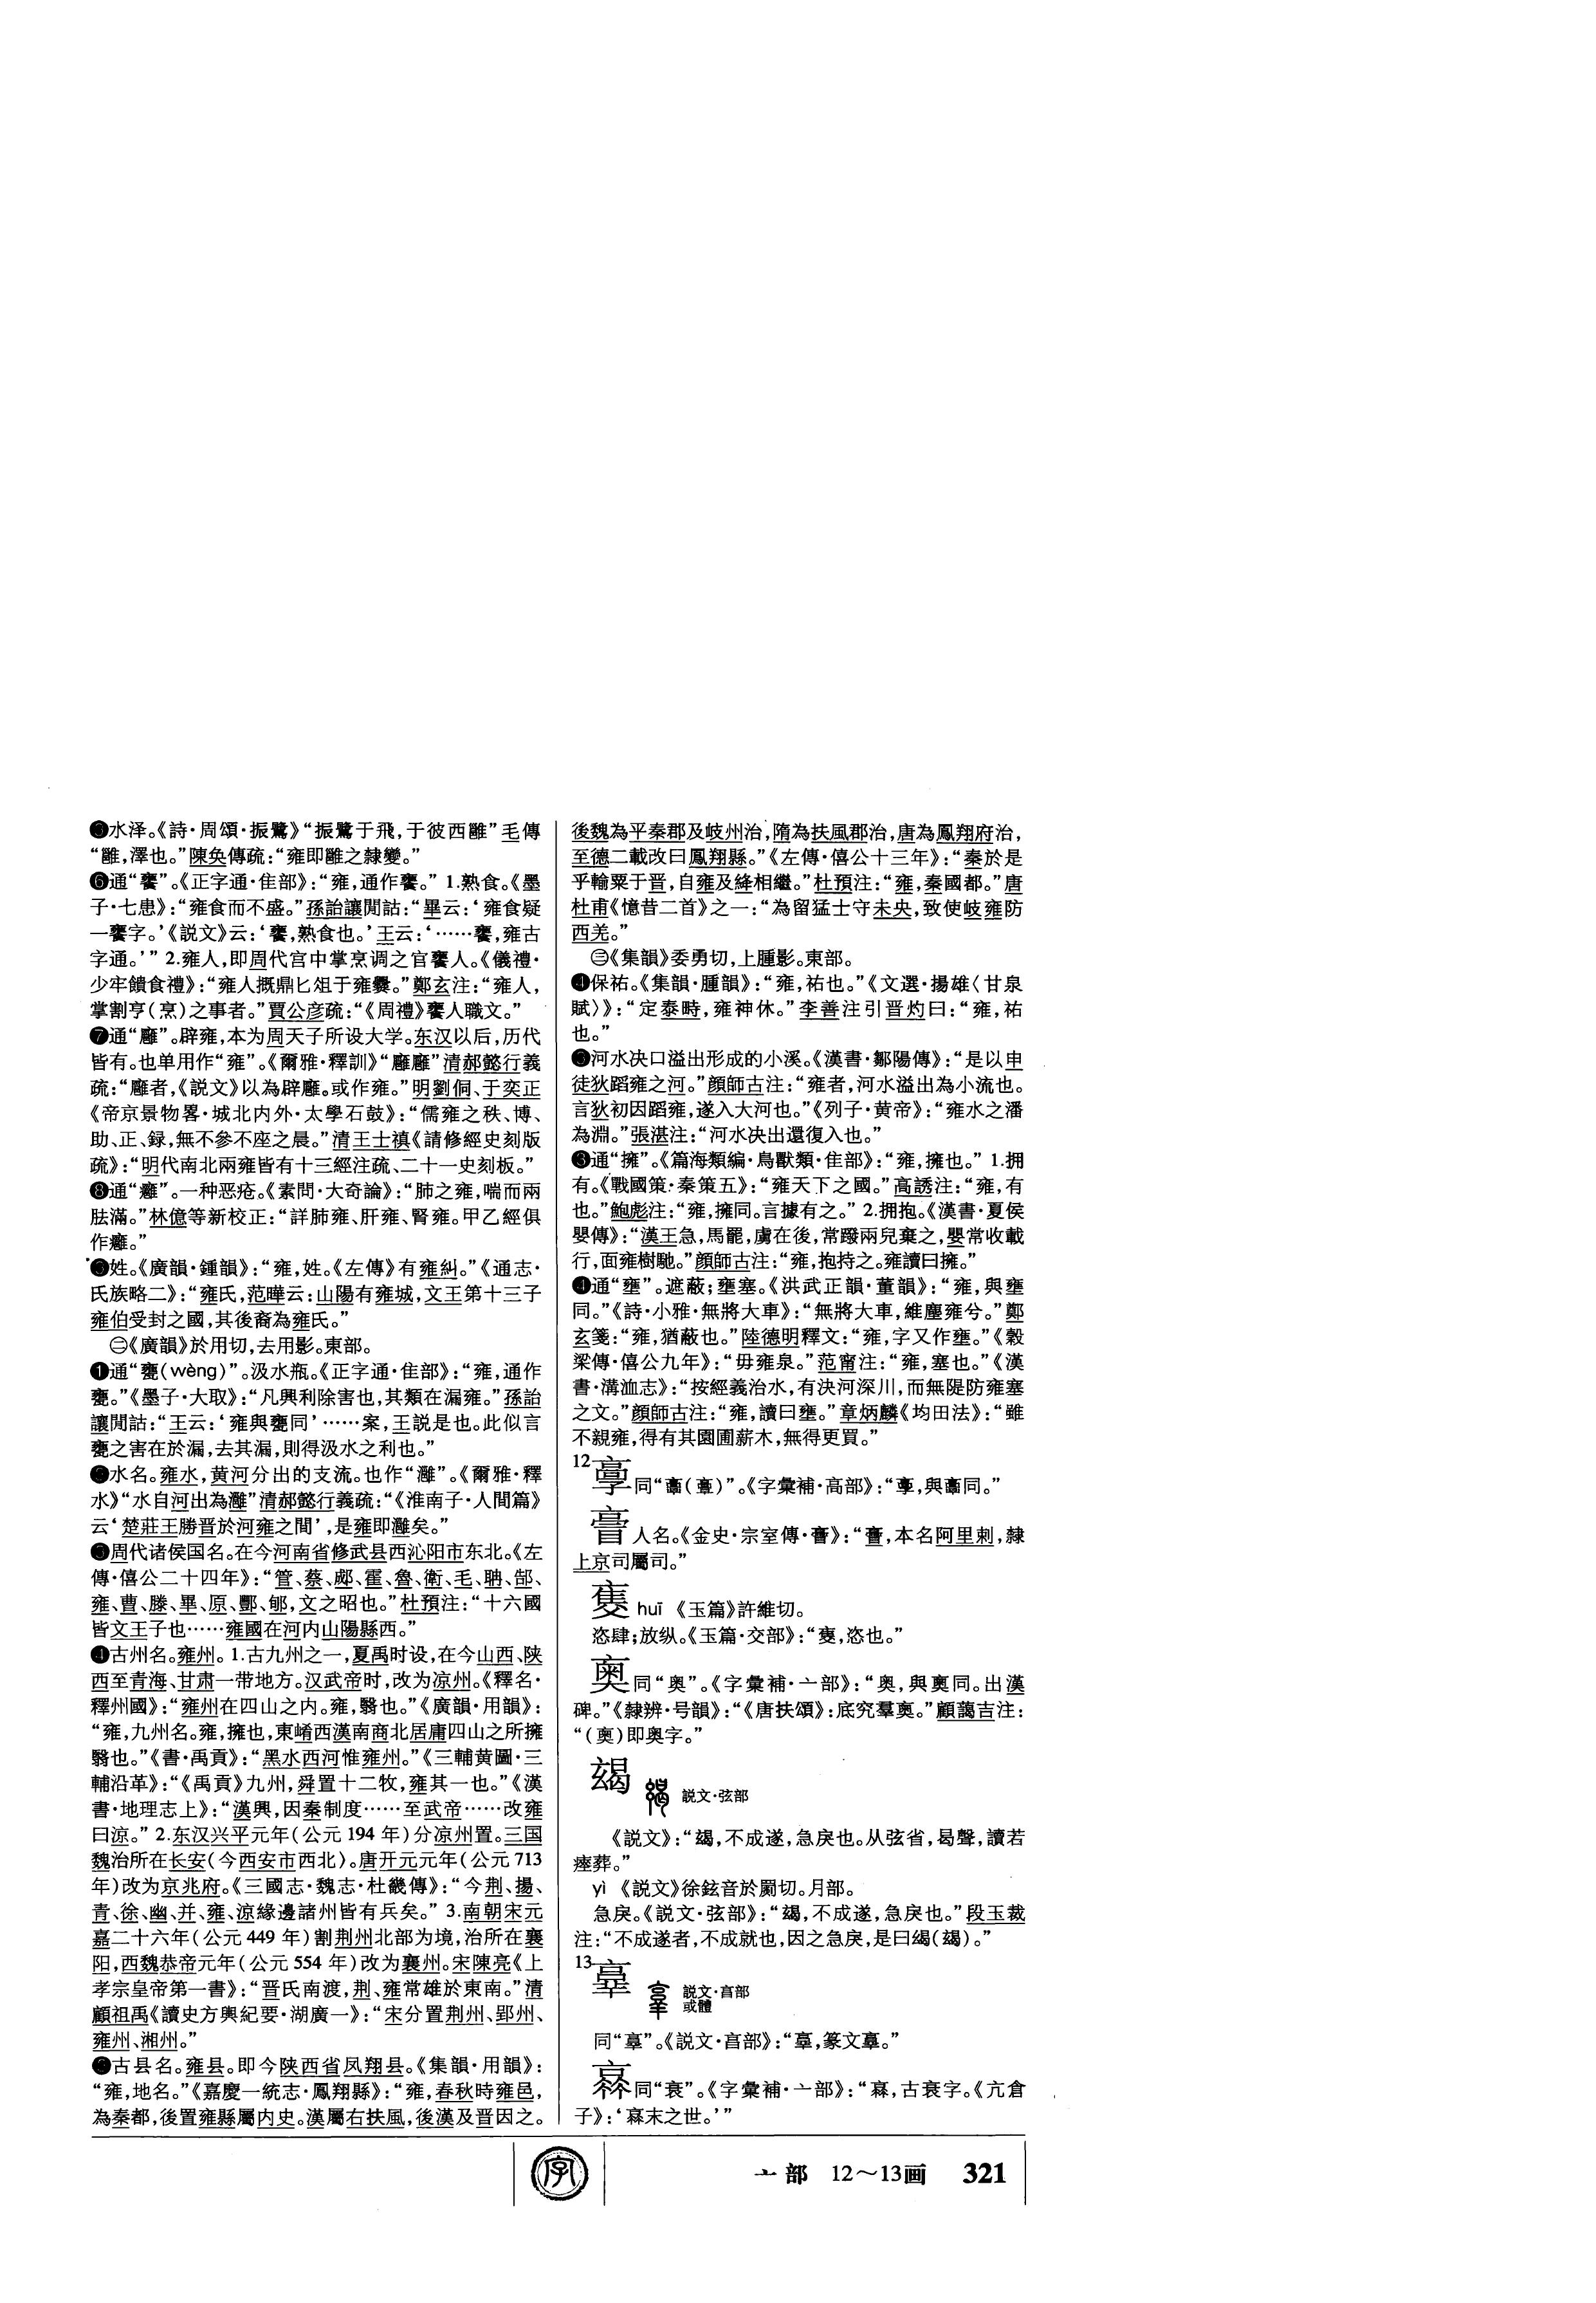 ❺水泽。《詩·周頌·振鷺》“振鷺于飛，于彼西雝”毛傳
“雝，澤也。”陳奂傳疏：“雍即雝之隸變。”
❻通“饔”。《正字通·隹部》：“雍，通作饔。” 1.熟食。《墨
子·七患》：“雍食而不盛。”孫詒讓閒詁：“畢云：‘雍食疑
一饔字。’《説文》云：‘饔，熟食也。’王云：‘……饔，雍古
字通。’” 2.雍人，即周代宫中掌烹调之官饔人。《儀禮·
少牢饋食禮》：“雍人摡鼎匕俎于雍爨。”鄭玄注：“雍人，
掌割亨(烹)之事者。”賈公彦疏：“《周禮》饔人職文。”
❼通“廱”。辟雍，本为周天子所设大学。东汉以后，历代
皆有。也单用作“雍”。《爾雅·釋訓》“廱廱”清郝懿行義
疏：“廱者，《説文》以為辟廱。或作雍。”明劉侗、于奕正
《帝京景物畧·城北内外·太學石鼓》：“儒雍之秩、博、
助、正、録，無不參不座之晨。”清王士禛《請修經史刻版
疏》：“明代南北兩雍皆有十三經注疏、二十一史刻板。”
❽通“癰”。一种恶疮。《素問·大奇論》：“肺之雍，喘而兩
胠滿。”林億等新校正：“詳肺雍、肝雍、腎雍。甲乙經俱
作癰。”
姓。《廣韻·鍾韻》：“雍，姓。《左傳》有雍糾。”《通志·
氏族略二》：“雍氏，范曄云：山陽有雍城，文王第十三子
雍伯受封之國，其後裔為雍氏。”
㊁《廣韻》於用切，去用影。東部。
❶通“甕(wèng)”。汲水瓶。《正字通·隹部》：“雍，通作
甕。”《墨子·大取》：“凡興利除害也，其類在漏雍。”孫詒
讓閒詁：“王云：‘雍與甕同’……案，王説是也。此似言
甕之害在於漏，去其漏，則得汲水之利也。”
❷水名。雍水，黄河分出的支流。也作“灉”。《爾雅·釋
水》“水自河出為灉”清郝懿行義疏：“《淮南子·人間篇》
云‘楚莊王勝晋於河雍之間’，是雍即灉矣。”
❸周代诸侯国名。在今河南省修武县西沁阳市东北。《左
傳·僖公二十四年》：“管、蔡、郕、霍、魯、衛、毛、聃、郜、
雍、曹、滕、畢、原、酆、郇，文之昭也。”杜預注：“十六國
皆文王子也……雍國在河内山陽縣西。”
❹古州名。雍州。1.古九州之一，夏禹时设，在今山西、陕
西至青海、甘肃一带地方。汉武帝时，改为凉州。《釋名·
釋州國》：“雍州在四山之内。雍，翳也。”《廣韻·用韻》：
“雍，九州名。雍，擁也，東崤西漢南商北居庸四山之所擁
翳也。”《書·禹貢》：“黑水西河惟雍州。”《三輔黄圖·三
輔沿革》：“《禹貢》九州，舜置十二牧，雍其一也。”《漢
書·地理志上》：“漢興，因秦制度……至武帝……改雍
曰涼。” 2.东汉兴平元年(公元 194 年)分凉州置。三国
魏治所在长安(今西安市西北)。唐开元元年(公元 713
年)改为京兆府。《三國志·魏志·杜畿傳》：“今荆、揚、
青、徐、幽、并、雍、涼緣邊諸州皆有兵矣。” 3.南朝宋元
嘉二十六年(公元 449 年)割荆州北部为境，治所在襄
阳，西魏恭帝元年(公元 554 年)改为襄州。宋陳亮《上
孝宗皇帝第一書》：“晋氏南渡，荆、雍常雄於東南。”清
顧祖禹《讀史方輿紀要·湖廣一》：“宋分置荆州、郢州、
雍州、湘州。”
古县名。雍县。即今陕西省凤翔县。《集韻·用韻》：
“雍，地名。”《嘉慶一統志·鳳翔縣》：“雍，春秋時雍邑，
為秦都，後置雍縣屬内史。漢屬右扶風，後漢及晋因之。
後魏為平秦郡及岐州治，隋為扶風郡治，唐為鳳翔府治，
至德二載改曰鳳翔縣。”《左傳·僖公十三年》：“秦於是
乎輸粟于晋，自雍及絳相繼。”杜預注：“雍，秦國都。”唐
杜甫《憶昔二首》之一：“為留猛士守未央，致使岐雍防
西羌。”
㊂《集韻》委勇切，上腫影。東部。
保祐。《集韻·腫韻》：“雍，祐也。”《文選·揚雄〈甘泉
賦〉》：“定泰畤，雍神休。”李善注引晋灼曰：“雍，祐
也。”
河水决口溢出形成的小溪。《漢書·鄒陽傳》：“是以申
徒狄蹈雍之河。”顔師古注：“雍者，河水溢出為小流也。
言狄初因蹈雍，遂入大河也。”《列子·黄帝》：“雍水之潘
為淵。”張湛注：“河水决出還復入也。”
❸通“擁”。《篇海類編·鳥獸類·隹部》：“雍，擁也。” 1.拥
有。《戰國策·秦策五》：“雍天下之國。”高誘注：“雍，有
也。”鮑彪注：“雍，擁同。言據有之。” 2.拥抱。《漢書·夏侯
嬰傳》：“漢王急，馬罷，虜在後，常蹳兩兒棄之，嬰常收載
行，面雍樹馳。”顔師古注：“雍，抱持之。雍讀曰擁。”
❹通“壅”。遮蔽；壅塞。《洪武正韻·董韻》：“雍，與壅
同。”《詩·小雅·無將大車》：“無將大車，維塵雍兮。”鄭
玄箋：“雍，猶蔽也。”陸德明釋文：“雍，字又作壅。”《穀
梁傳·僖公九年》：“毋雍泉。”范甯注：“雍，塞也。”《漢
書·溝洫志》：“按經義治水，有決河深川，而無隄防雍塞
之文。”顔師古注：“雍，讀曰壅。”章炳麟《均田法》：“雖
不親雍，得有其園圃薪木，無得更買。”
12 同“(”。《字彙補·高部》：“，與同。”
人名。《金史·宗室傳·》：“，本名阿里剌，隸
上京司屬司。”
huī 《玉篇》許維切。
恣肆；放纵。《玉篇·交部》：“，恣也。”
同“奥”。《字彙補·亠部》：“奥，與同。出漢
碑。”《隸辨·号韻》：“《唐扶頌》：底究羣。”顧藹吉注：
“()即奥字。”
説文·弦部
《説文》：“，不成遂，急戾也。从弦省，曷聲，讀若
瘞葬。”
yì 《説文》徐鉉音於罽切。月部。
急戾。《説文·弦部》：“，不成遂，急戾也。”段玉裁
注：“不成遂者，不成就也，因之急戾，是曰()。”
13 説文·㐭部
或體
同“”。《説文·㐭部》：“，篆文。”
同“衰”。《字彙補·亠部》：“，古衰字。《亢倉
子》：‘末之世。’”
字
亠部 12～13画 321